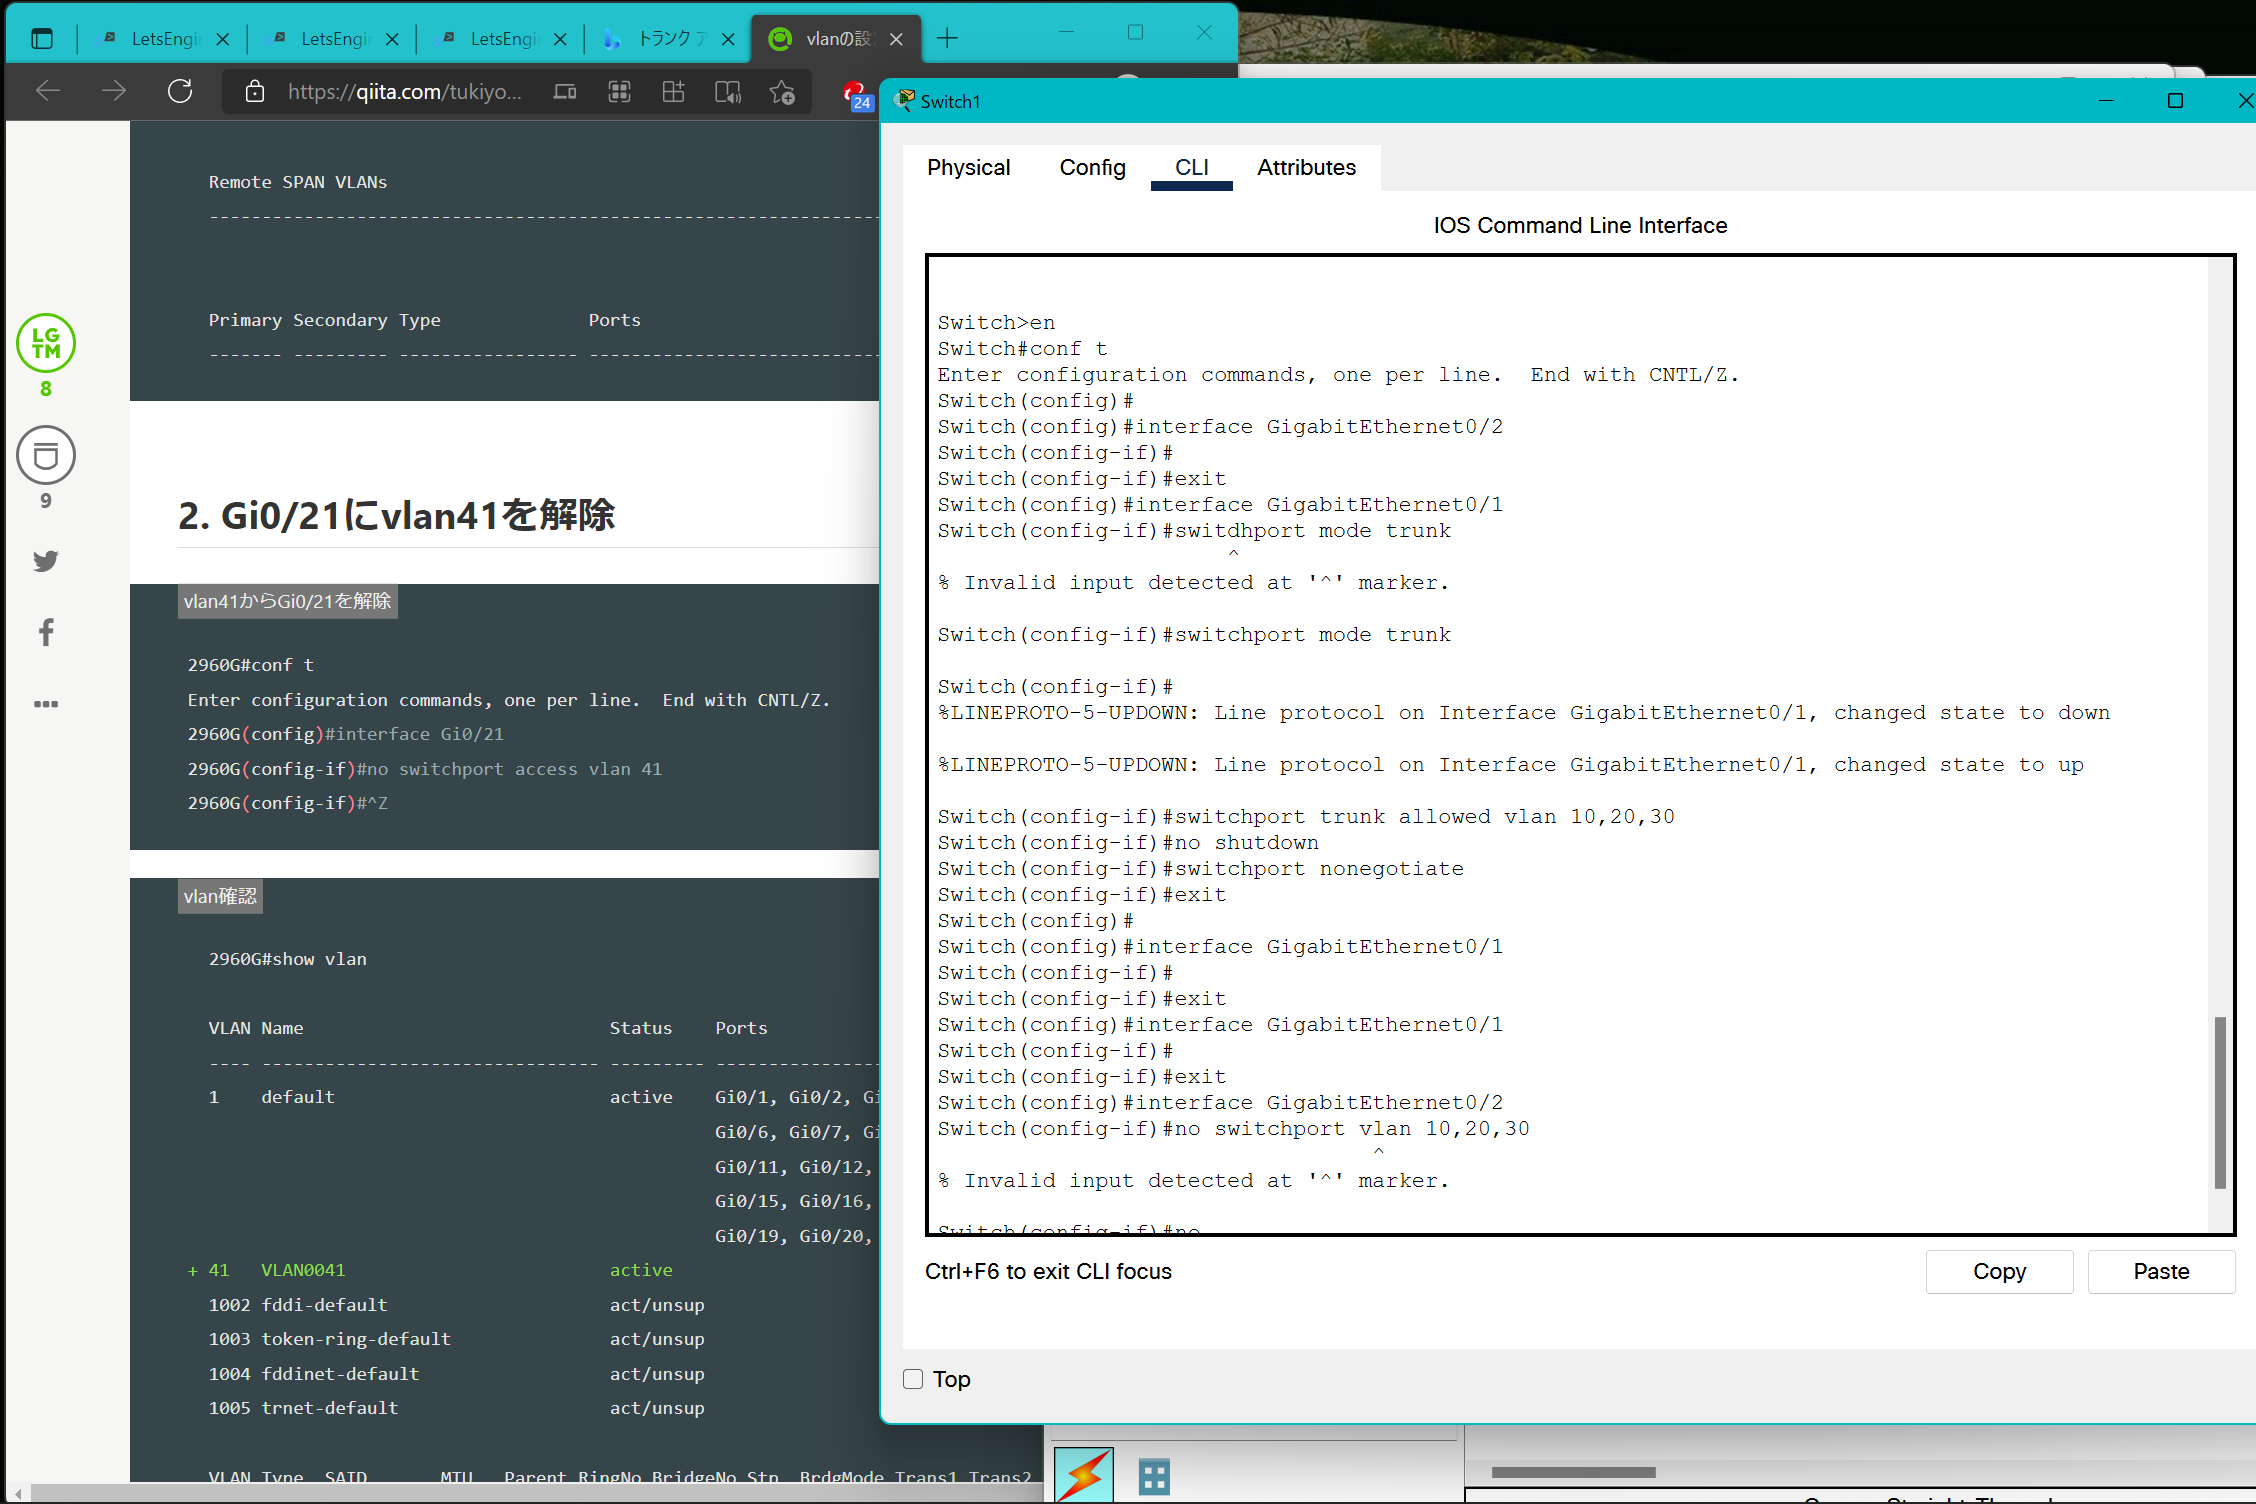 LetsEngi
LetsEngi
LetsEngi
トランク ア
vlanの設
https://qiita.com/tukiyo...
24
Remote SPAN VLANs
------------------------------------------------------------------------------
Primary Secondary Type              Ports
------- --------- ----------------- ------------------------------------------
LGTM
8
9
2. Gi0/21にvlan41を解除
vlan41からGi0/21を解除
2960G#conf t
Enter configuration commands, one per line.  End with CNTL/Z.
2960G(config)#interface Gi0/21
2960G(config-if)#no switchport access vlan 41
2960G(config-if)#^Z
vlan確認
2960G#show vlan
VLAN Name                             Status    Ports
---- -------------------------------- --------- ----------------
1    default                          active    Gi0/1, Gi0/2, Gi
Gi0/6, Gi0/7, Gi
Gi0/11, Gi0/12,
Gi0/15, Gi0/16,
Gi0/19, Gi0/20,
+ 41   VLAN0041                         active
1002 fddi-default                     act/unsup
1003 token-ring-default               act/unsup
1004 fddinet-default                  act/unsup
1005 trnet-default                    act/unsup
VLAN Type  SAID       MTU   Parent RingNo BridgeNo Stp  BrdgMode Trans1 Trans2
Switch1
Physical
Config
CLI
Attributes
IOS Command Line Interface
Switch>en
Switch#conf t
Enter configuration commands, one per line.  End with CNTL/Z.
Switch(config)#
Switch(config)#interface GigabitEthernet0/2
Switch(config-if)#
Switch(config-if)#exit
Switch(config)#interface GigabitEthernet0/1
Switch(config-if)#switdhport mode trunk
^
% Invalid input detected at '^' marker.
Switch(config-if)#switchport mode trunk
Switch(config-if)#
%LINEPROTO-5-UPDOWN: Line protocol on Interface GigabitEthernet0/1, changed state to down
%LINEPROTO-5-UPDOWN: Line protocol on Interface GigabitEthernet0/1, changed state to up
Switch(config-if)#switchport trunk allowed vlan 10,20,30
Switch(config-if)#no shutdown
Switch(config-if)#switchport nonegotiate
Switch(config-if)#exit
Switch(config)#
Switch(config)#interface GigabitEthernet0/1
Switch(config-if)#
Switch(config-if)#exit
Switch(config)#interface GigabitEthernet0/1
Switch(config-if)#
Switch(config-if)#exit
Switch(config)#interface GigabitEthernet0/2
Switch(config-if)#no switchport vlan 10,20,30
^
% Invalid input detected at '^' marker.
Switch(config-if)#no
Ctrl+F6 to exit CLI focus
Copy
Paste
Top